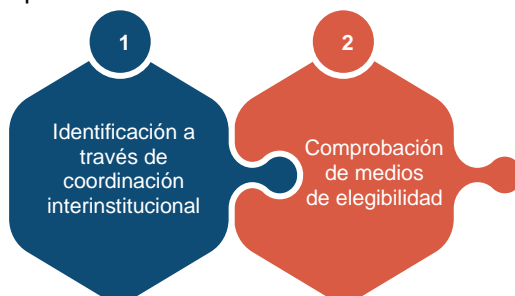 1
Identificación a
través de
coordinación
interinstitucional
2
Comprobación
de medios
de elegibilidad